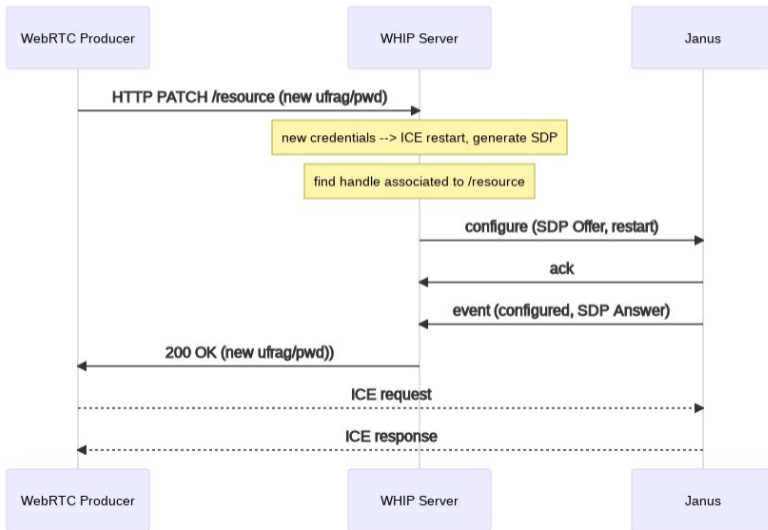 WebRTC Producer
WHIP Server
Janus
HTTP PATCH /resource (new ufrag/pwd)
new credentials --> ICE restart, generate SDP
find handle associated to /resource
configure (SDP Offer, restart)
ack
event (configured, SDP Answer)
200 OK (new ufrag/pwd))
ICE request
ICE response
WebRTC Producer
WHIP Server
Janus